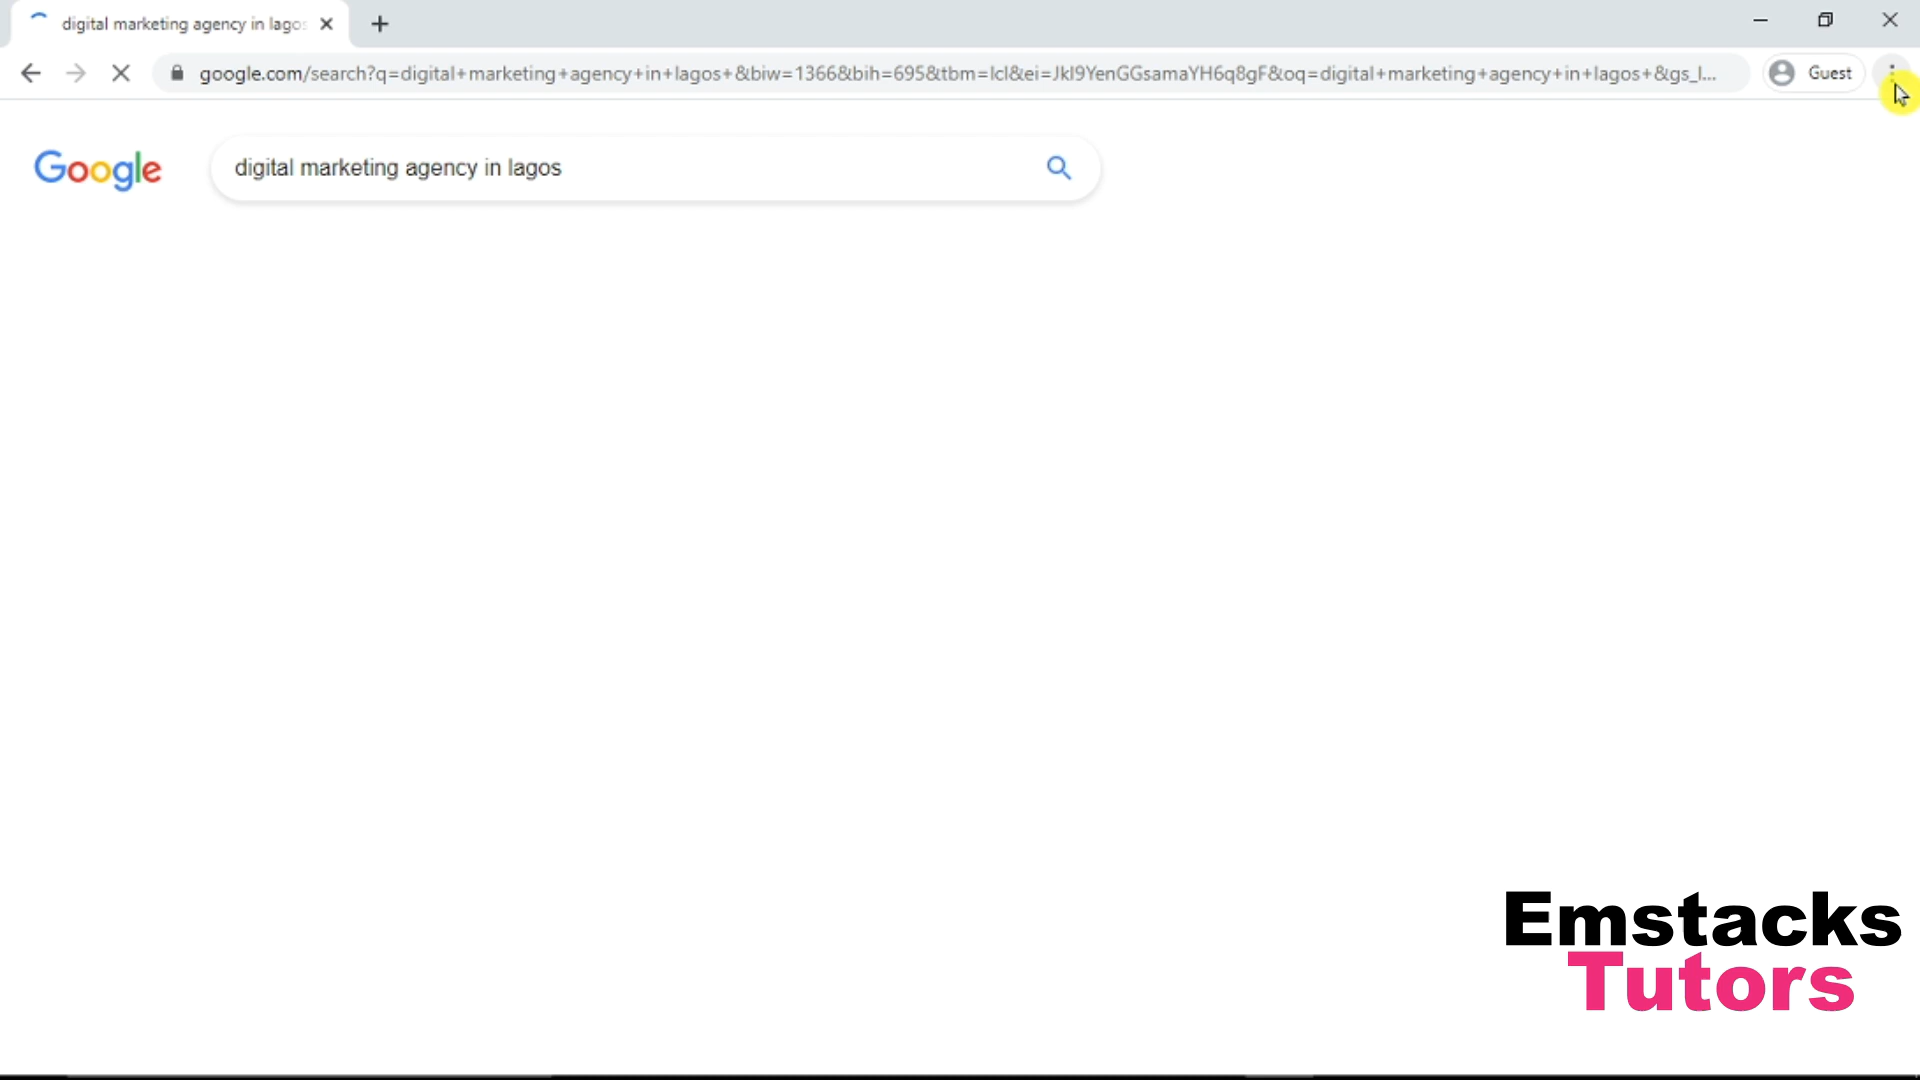 digital marketing agency in lagos
google.com/search?q=digital+marketing+agency+in+lagos+&biw=1366&bih=695&tbm=lcl&ei=JkI9YenGGsamaYH6q8gF&oq=digital+marketing+agency+in+lagos+&gs_l...
Guest
Google
digital marketing agency in lagos
Emstacks
Tutors